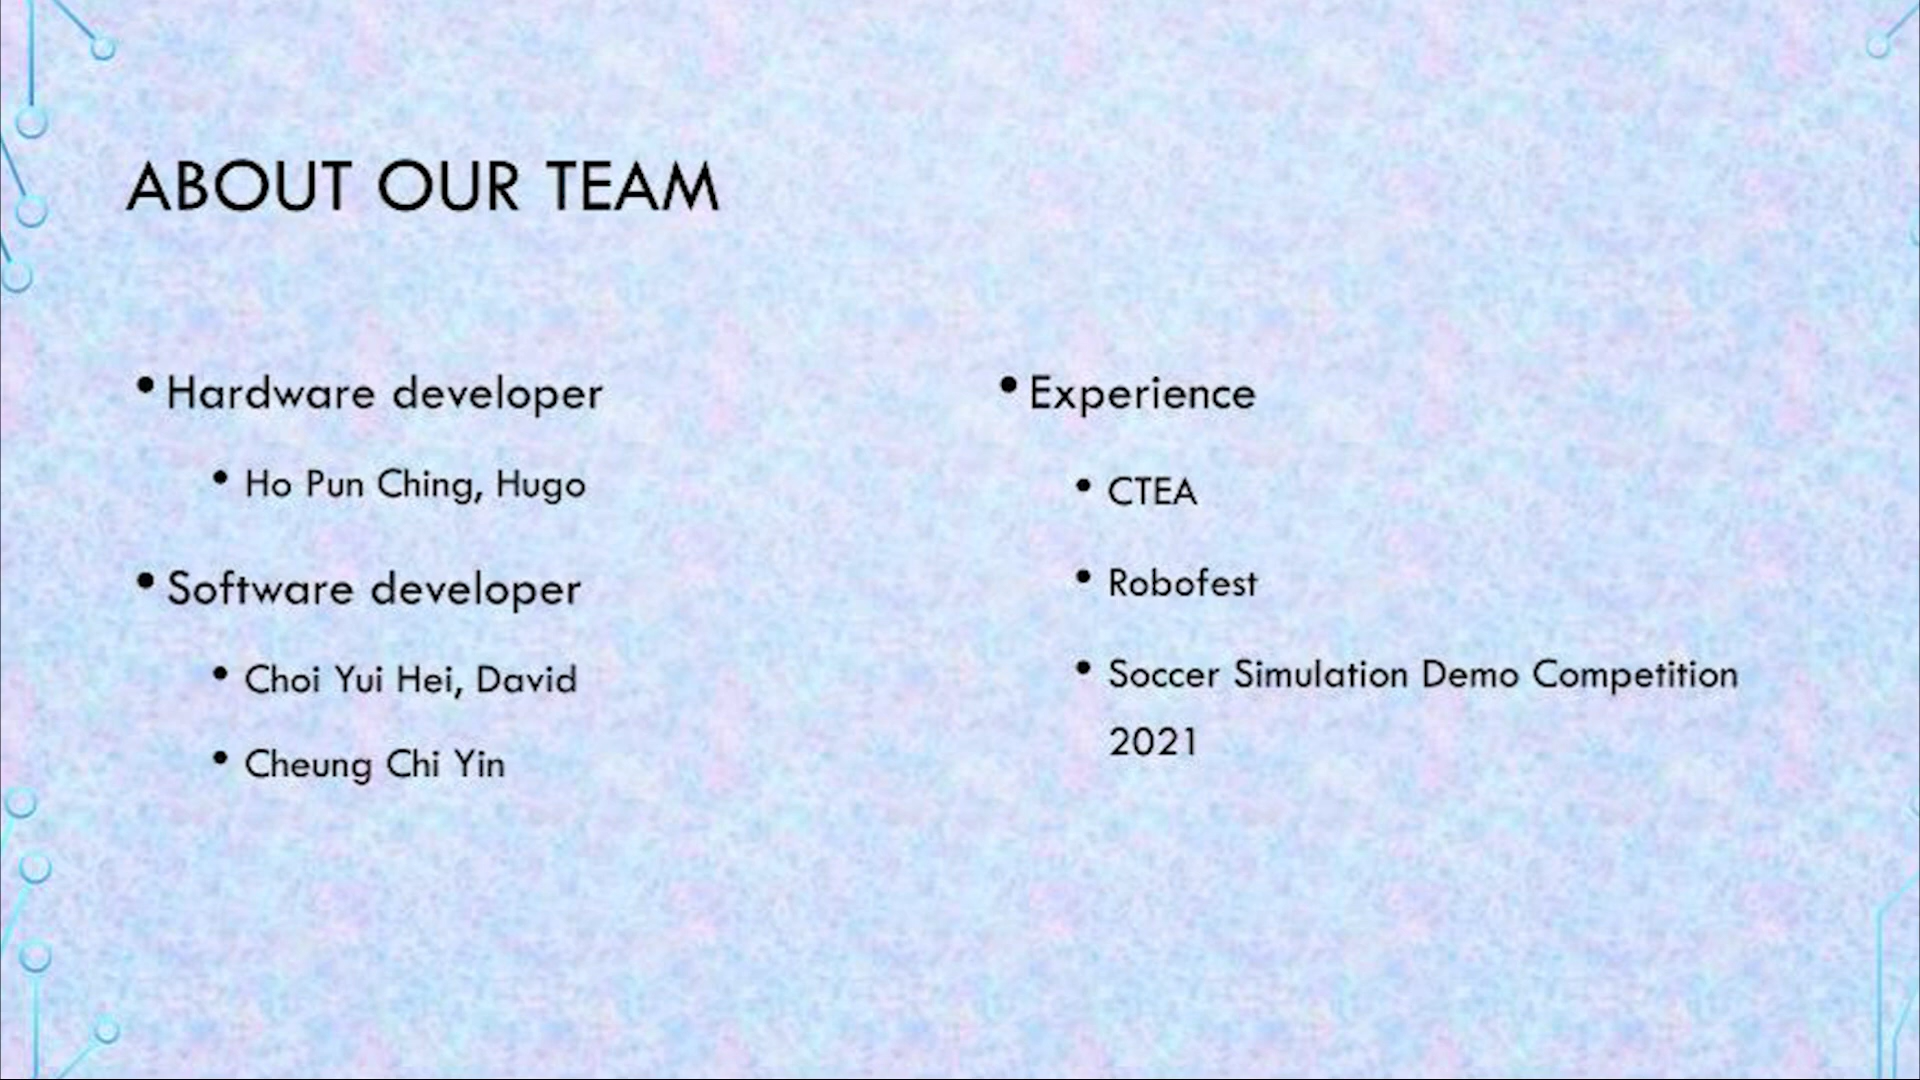 ABOUT OUR TEAM
• Hardware developer
• Ho Pun Ching, Hugo
• Software developer
• Choi Yui Hei, David
• Cheung Chi Yin
• Experience
• CTEA
• Robofest
• Soccer Simulation Demo Competition
2021